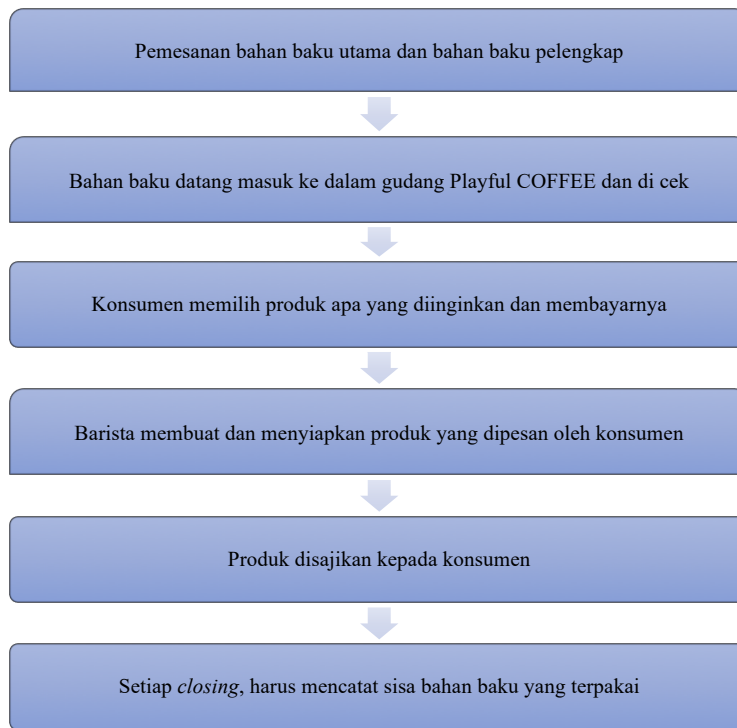 Pemesanan bahan baku utama dan bahan baku pelengkap
Bahan baku datang masuk ke dalam gudang Playful COFFEE dan di cek
Konsumen memilih produk apa yang diinginkan dan membayarnya
Barista membuat dan menyiapkan produk yang dipesan oleh konsumen
Produk disajikan kepada konsumen
Setiap closing, harus mencatat sisa bahan baku yang terpakai